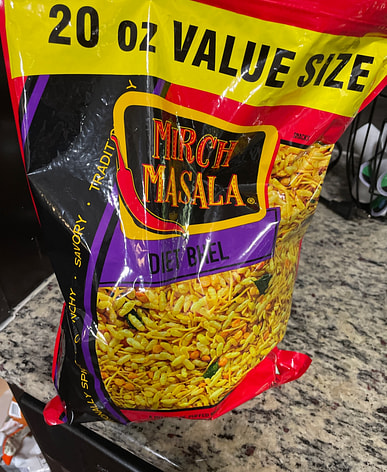 20 oz VALUE SIZE
MIRCH
MASALA®
DIET BHEL
SAVORY •